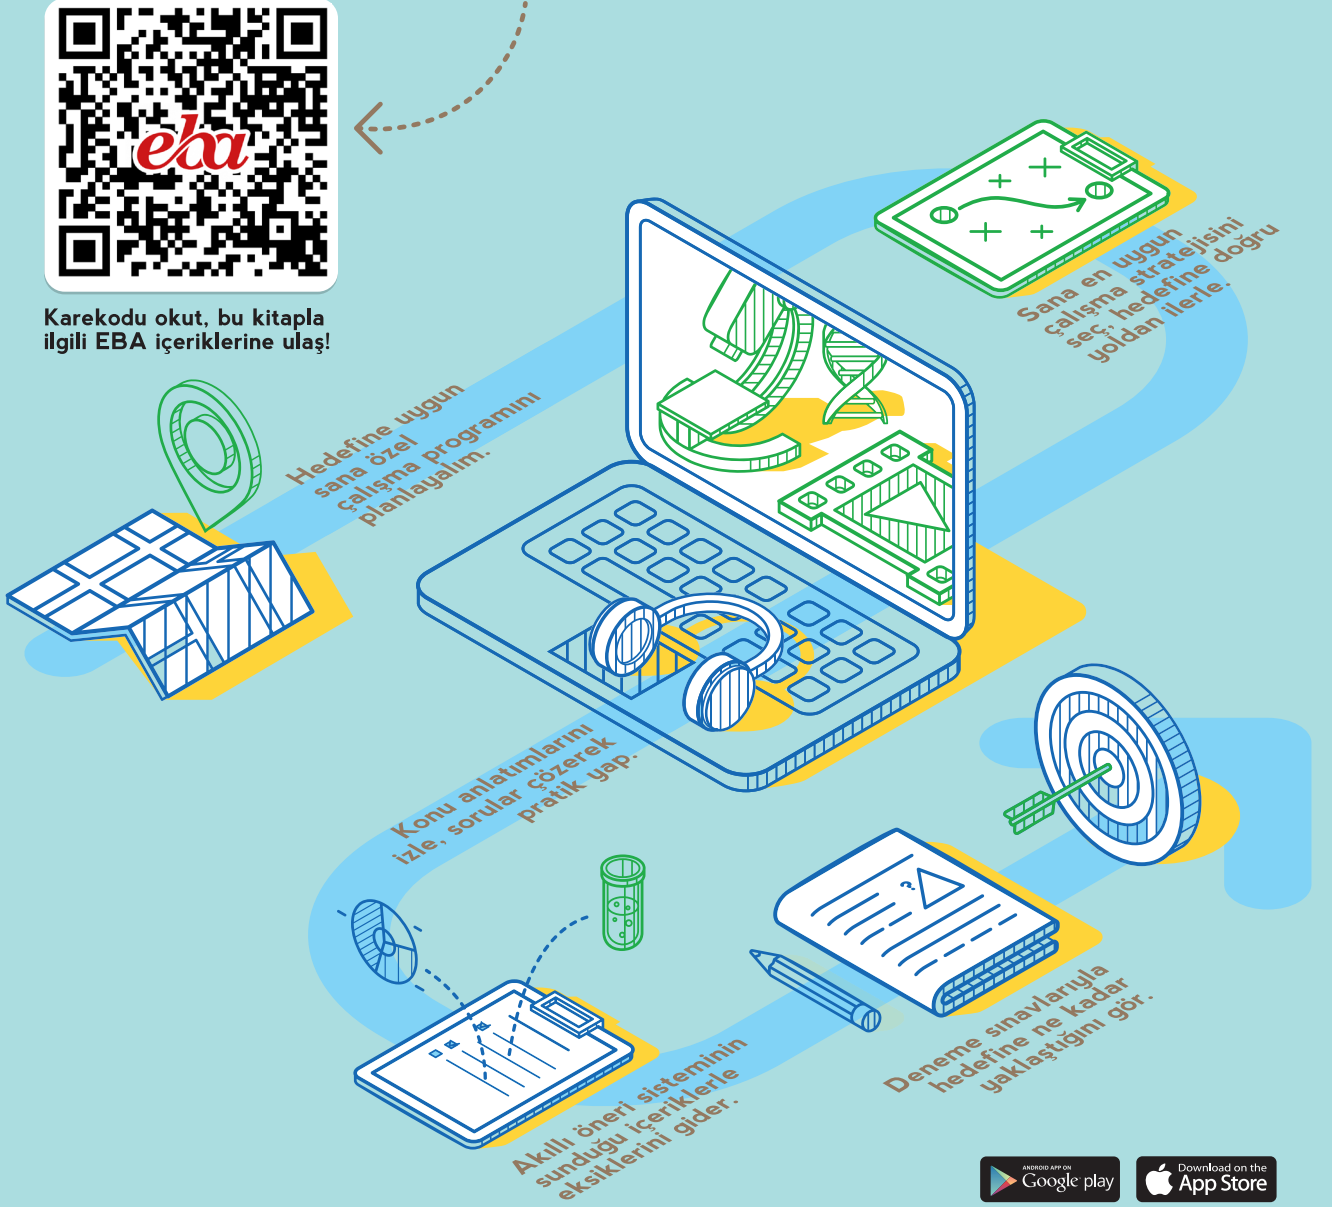 eba
Karekodu okut, bu kitapla
ilgili EBA içeriklerine ulaş!
Hedefine uygun
sana özel
çalışma programını
planlayalım.
Sana en uygun
çalışma stratejisini
seç, hedefine doğru
yoldan ilerle.
Konu anlatımlarını
izle, sorular çözerek
pratik yap.
Akıllı öneri sisteminin
sunduğu içeriklerle
eksiklerini gider.
?
Deneme sınavlarıyla
hedefine ne kadar
yaklaştığını gör.
ANDROID APP ON
Google play
Download on the
App Store